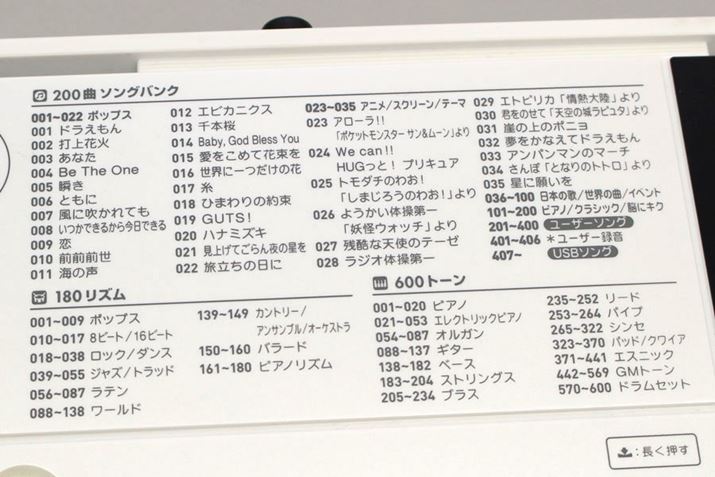 200曲 ソングバンク
001~022 ポップス
001 ドラえもん
002 打上花火
003 あなた
004 Be The One
005 瞬き
006 ともに
007 風に吹かれても
008 いつかできるから今日できる
009 恋
010 前前前世
011 海の声
012 エビカニクス
013 千本桜
014 Baby, God Bless You
015 愛をこめて花束を
016 世界に一つだけの花
017 糸
018 ひまわりの約束
019 GUTS!
020 ハナミズキ
021 見上げてごらん夜の星を
022 旅立ちの日に
023~035 アニメ/スクリーン/テーマ
023 アローラ!!
「ポケットモンスター サン&ムーン」より
024 We can!!
HUGっと! プリキュア
025 トモダチのわお!
「しまじろうのわお!」より
026 ようかい体操第一
「妖怪ウォッチ」より
027 残酷な天使のテーゼ
028 ラジオ体操第一
029 エトピリカ「情熱大陸」より
030 君をのせて「天空の城ラピュタ」より
031 崖の上のポニョ
032 夢をかなえてドラえもん
033 アンパンマンのマーチ
034 さんぽ「となりのトトロ」より
035 星に願いを
036~100 日本の歌/世界の曲/イベント
101~200 ピアノ/クラシック/脳にキク
201~400 ユーザーソング
401~406 *ユーザー録音
407~ USBソング
180リズム
001~009 ポップス
010~017 8ビート/16ビート
018~038 ロック/ダンス
039~055 ジャズ/トラッド
056~087 ラテン
088~138 ワールド
139~149 カントリー/
アンサンブル/オーケストラ
150~160 バラード
161~180 ピアノリズム
600トーン
001~020 ピアノ
021~053 エレクトリックピアノ
054~087 オルガン
088~137 ギター
138~182 ベース
183~204 ストリングス
205~234 ブラス
235~252 リード
253~264 パイプ
265~322 シンセ
323~370 パッド/クワイア
371~441 エスニック
442~569 GMトーン
570~600 ドラムセット
:長く押す